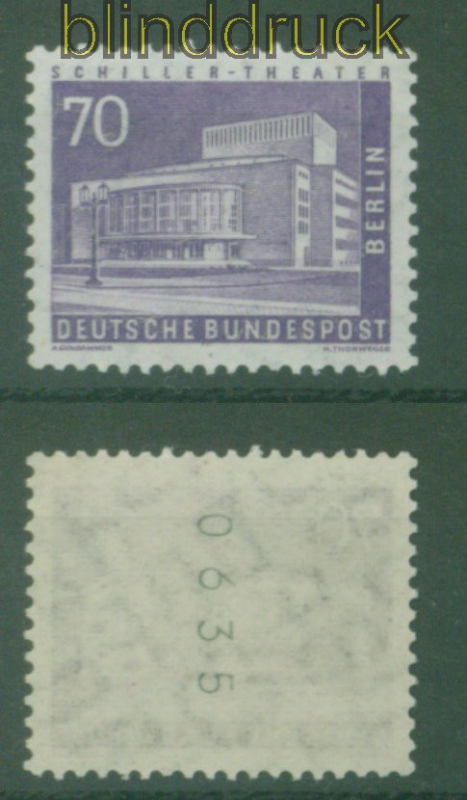 blinddruck
SCHILLER-THEATER
70
BERLIN
DEUTSCHE BUNDESPOST
0635